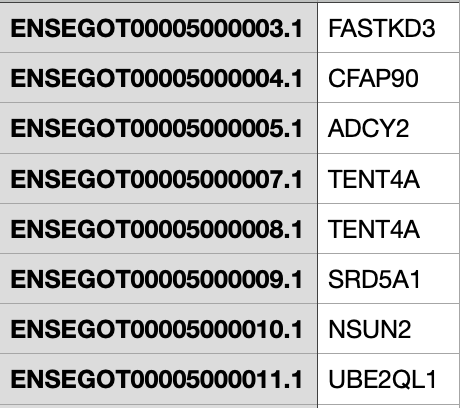 ENSEGOT00005000003.1 FASTKD3
ENSEGOT00005000004.1 CFAP90
ENSEGOT00005000005.1 ADCY2
ENSEGOT00005000007.1 TENT4A
ENSEGOT00005000008.1 TENT4A
ENSEGOT00005000009.1 SRD5A1
ENSEGOT00005000010.1 NSUN2
ENSEGOT00005000011.1 UBE2QL1